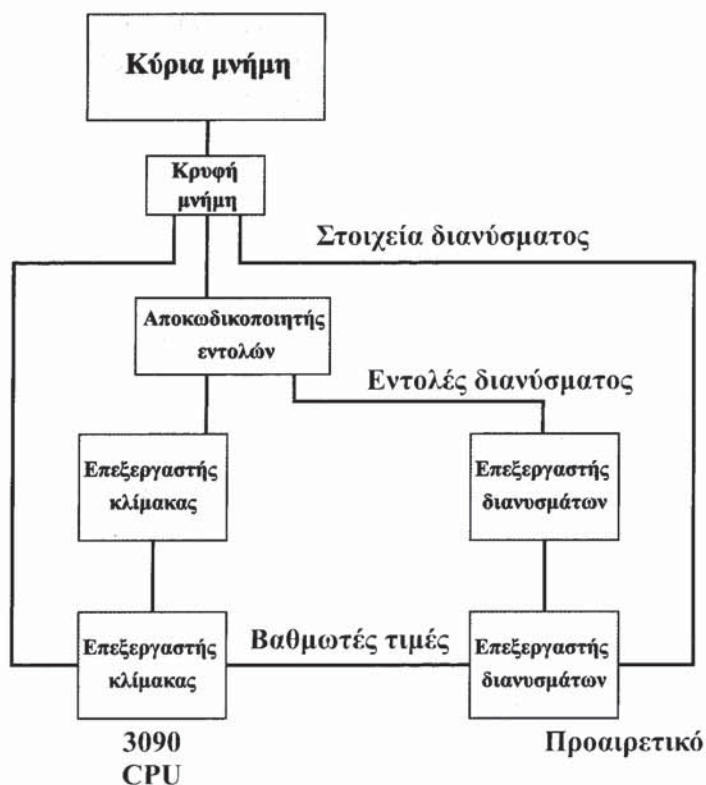 Κύρια μνήμη
Κρυφή
μνήμη
Στοιχεία διανύσματος
Αποκωδικοποιητής
εντολών
Εντολές διανύσματος
Επεξεργαστής
κλίμακας
Επεξεργαστής
διανυσμάτων
Επεξεργαστής
κλίμακας
Βαθμωτές τιμές
Επεξεργαστής
διανυσμάτων
3090
CPU
Προαιρετικό